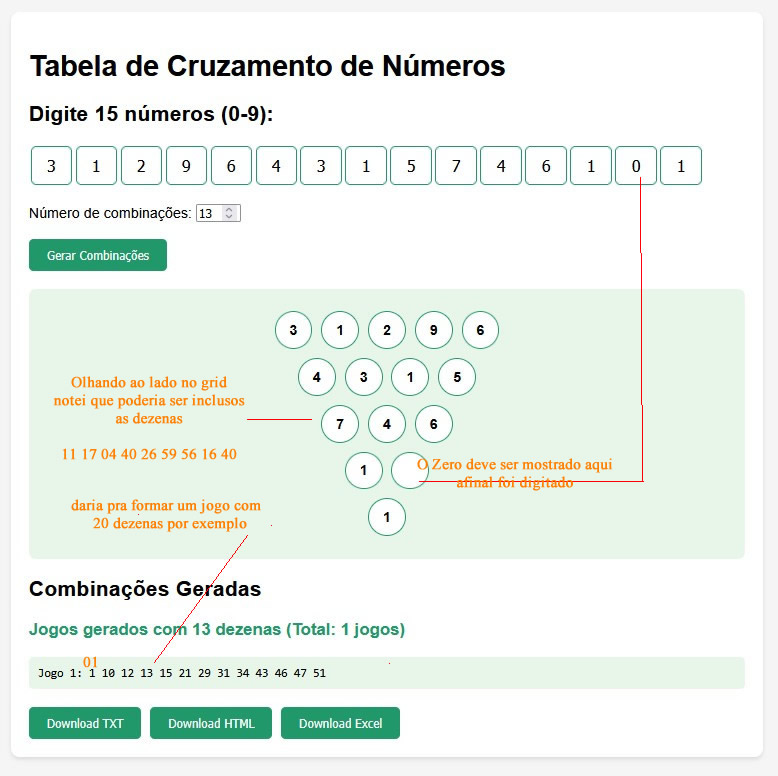 Tabela de Cruzamento de Números
Digite 15 números (0-9):
3 1 2 9 6 4 3 1 5 7 4 6 1 0 1
Número de combinações: 13
Gerar Combinações
3 1 2 9 6
4 3 1 5
7 4 6
1
1
Olhando ao lado no grid
notei que poderia ser inclusos
as dezenas
11 17 04 40 26 59 56 16 40
daria pra formar um jogo com
20 dezenas por exemplo
O Zero deve ser mostrado aqui
afinal foi digitado
Combinações Geradas
Jogos gerados com 13 dezenas (Total: 1 jogos)
01
Jogo 1: 1 10 12 13 15 21 29 31 34 43 46 47 51
Download TXT
Download HTML
Download Excel